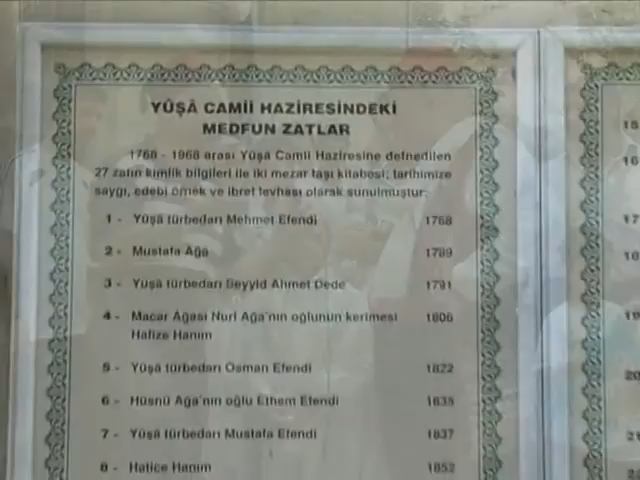 YÛŞÂ CAMİİ HAZİRESİNDEKİ
MEDFUN ZATLAR
1768 - 1968 arası Yûşâ Camii Haziresine defnedilen
27 zatın kimlik bilgileri ile iki mezar taşı kitabesi; tarihimize
saygı, edebi örnek ve ibret levhası olarak sunulmuştur.
1 - Yûşâ türbedarı Mehmet Efendi 1768
2 - Mustafa Ağa 1789
3 - Yûşâ türbedarı Seyyid Ahmet Dede 1791
4 - Macar Ağası Nuri Ağa'nın oğlunun kerimesi 1806
Hafize Hanım
5 - Yûşâ türbedarı Osman Efendi 1822
6 - Hüsnü Ağa'nın oğlu Ethem Efendi 1835
7 - Yûşâ türbedarı Mustafa Efendi 1837
8 - Hatice Hanım 1852